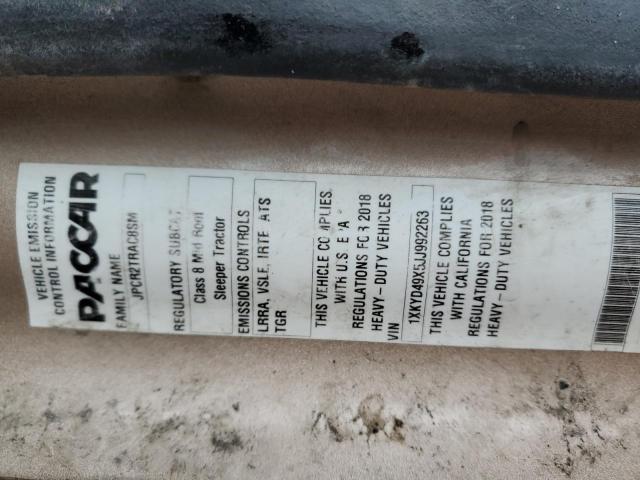 VEHICLE EMISSION
CONTROL INFORMATION
PACCAR
FAMILY NAME
JPCR2TRAC8SM
REGULATORY SUBCAT
Class 8 Mid Roof
Sleeper Tractor
EMISSIONS CONTROLS
LRRA, VSLE, IRTE, ATS
TGR
THIS VEHICLE COMPLIES
WITH U.S. EPA
REGULATIONS FOR 2018
HEAVY-DUTY VEHICLES
VIN
1XKYD49X5JJ992263
THIS VEHICLE COMPLIES
WITH CALIFORNIA
REGULATIONS FOR 2018
HEAVY-DUTY VEHICLES